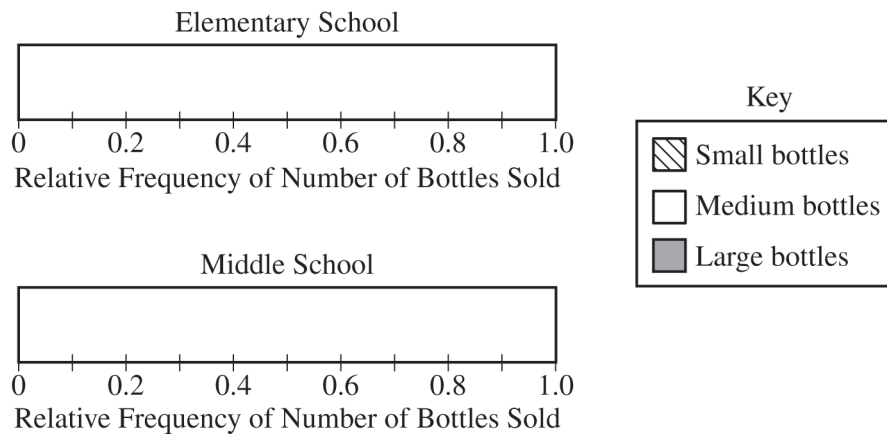 Elementary School
0 0.2 0.4 0.6 0.8 1.0
Relative Frequency of Number of Bottles Sold
Middle School
0 0.2 0.4 0.6 0.8 1.0
Relative Frequency of Number of Bottles Sold
Key
Small bottles
Medium bottles
Large bottles